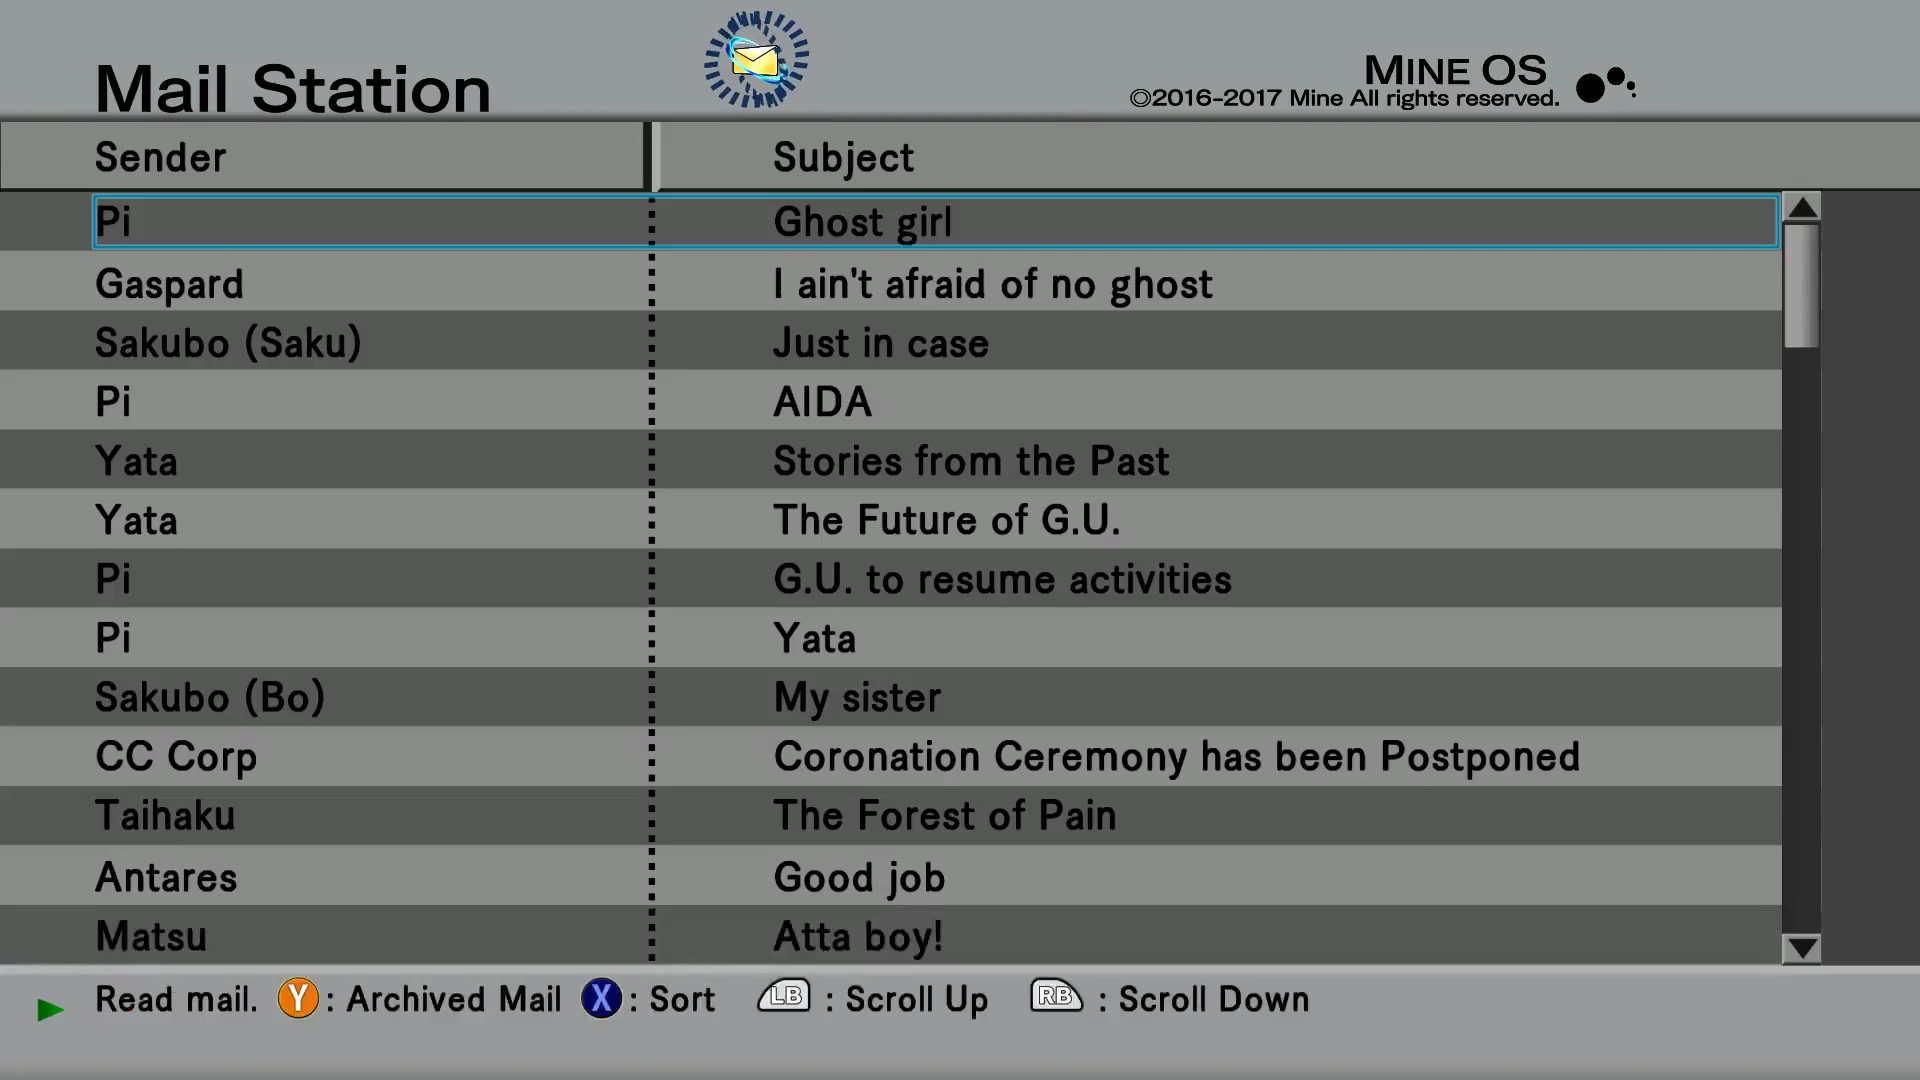 Mail Station
MINE OS
©2016-2017 Mine All rights reserved.
Sender Subject
Pi Ghost girl
Gaspard I ain't afraid of no ghost
Sakubo (Saku) Just in case
Pi AIDA
Yata Stories from the Past
Yata The Future of G.U.
Pi G.U. to resume activities
Pi Yata
Sakubo (Bo) My sister
CC Corp Coronation Ceremony has been Postponed
Taihaku The Forest of Pain
Antares Good job
Matsu Atta boy!
Read mail. Y : Archived Mail X : Sort LB : Scroll Up RB : Scroll Down